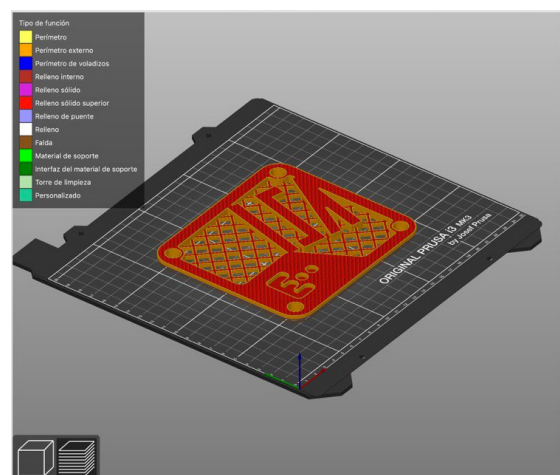 Tipo de función
Perímetro
Perímetro externo
Perímetro de voladizos
Relleno interno
Relleno sólido
Relleno sólido superior
Relleno de puente
Relleno
Falda
Material de soporte
Interfaz del material de soporte
Torre de limpieza
Personalizado
ORIGINAL PRUSA i3 MK3
by Josef Prusa